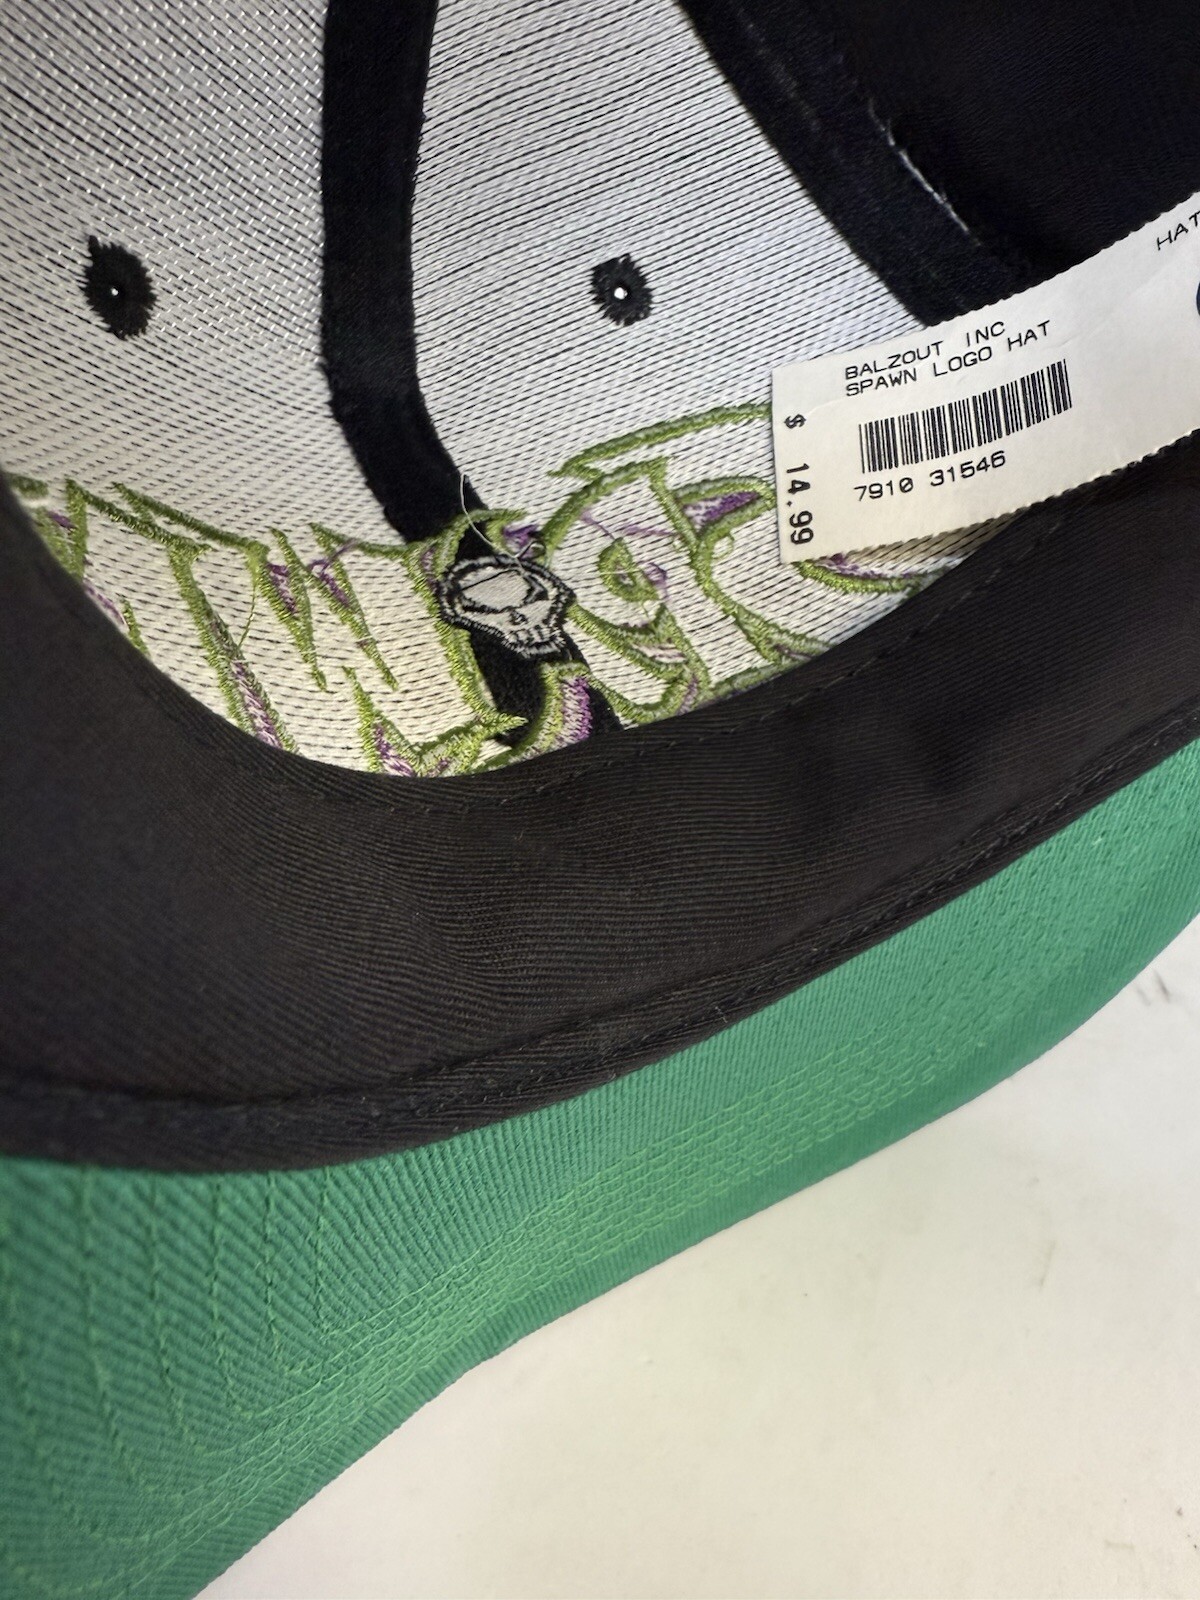 HAT
BALZOUT INC
SPAWN LOGO HAT
$ 14.99
7910 31546